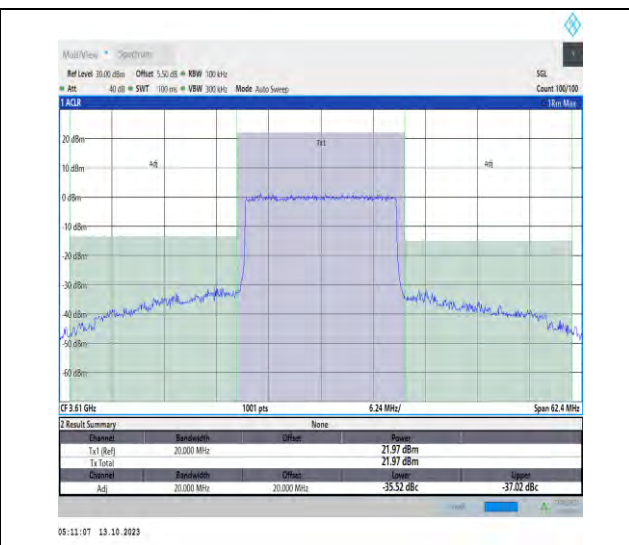 MultiView Spectrum
Ref Level 30.00 dBm Offset 5.50 dB RBW 100 kHz SGL
Att 40 dB SWT 100 ms VBW 300 kHz Mode Auto Sweep Count 100/100
1 ACLR 1Rm Max
20 dBm
Tx1
Adj
Adj
10 dBm
0 dBm
-10 dBm
-20 dBm
-30 dBm
-40 dBm
-50 dBm
-60 dBm
CF 3.61 GHz 1001 pts 6.24 MHz/ Span 62.4 MHz
2 Result Summary None
Channel Bandwidth Offset Power
Tx1 (Ref) 20.000 MHz 21.97 dBm
Tx Total 21.97 dBm
Channel Bandwidth Offset Lower Upper
Adj 20.000 MHz 20.000 MHz -35.52 dBc -37.02 dBc
05:11:07 13.10.2023